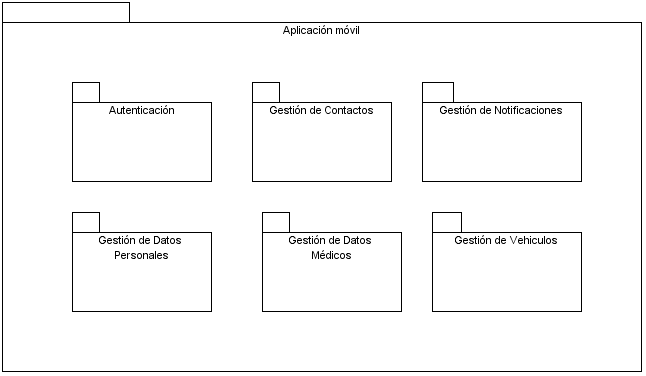 Aplicación móvil
Autenticación
Gestión de Contactos
Gestión de Notificaciones
Gestión de Datos
Personales
Gestión de Datos
Médicos
Gestión de Vehiculos